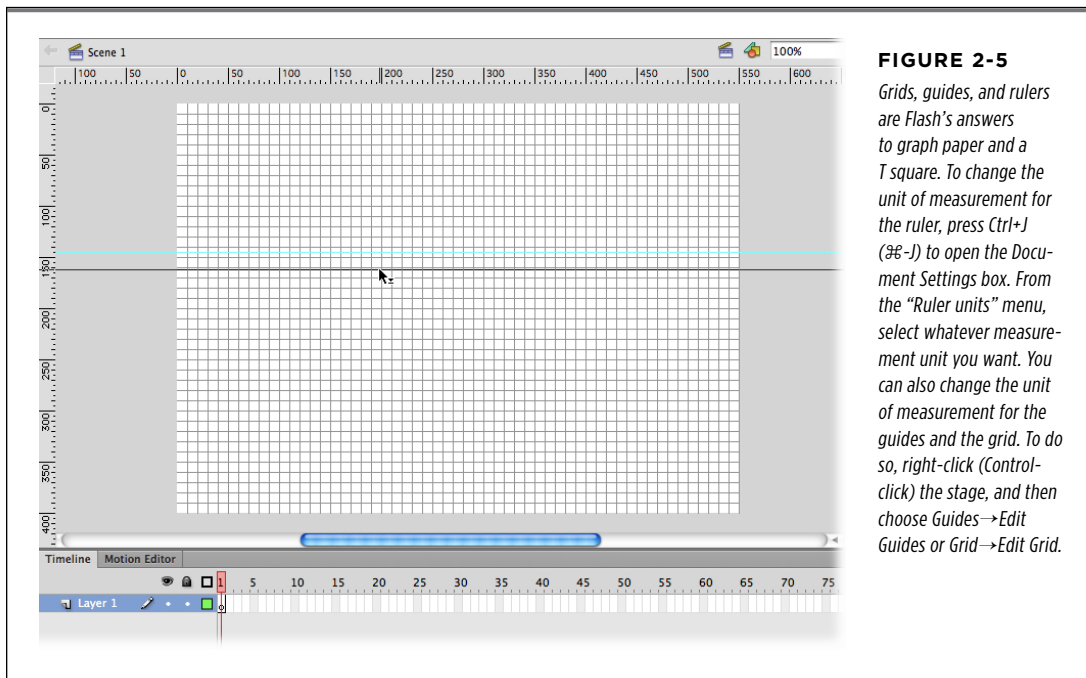 Scene 1
100%
100 50 0 50 100 150 200 250 300 350 400 450 500 550 600
0
50
100
150
200
250
300
350
400
Timeline Motion Editor
1 5 10 15 20 25 30 35 40 45 50 55 60 65 70 75
Layer 1
FIGURE 2-5
Grids, guides, and rulers
are Flash's answers
to graph paper and a
T square. To change the
unit of measurement for
the ruler, press Ctrl+J
(⌘-J) to open the Docu-
ment Settings box. From
the “Ruler units” menu,
select whatever measure-
ment unit you want. You
can also change the unit
of measurement for the
guides and the grid. To do
so, right-click (Control-
click) the stage, and then
choose Guides→Edit
Guides or Grid→Edit Grid.